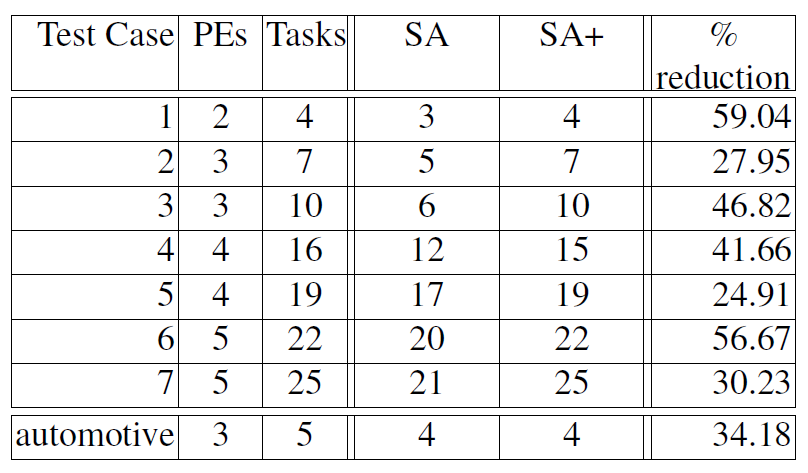 Test Case PEs Tasks SA SA+ %
reduction
1 2 4 3 4 59.04
2 3 7 5 7 27.95
3 3 10 6 10 46.82
4 4 16 12 15 41.66
5 4 19 17 19 24.91
6 5 22 20 22 56.67
7 5 25 21 25 30.23
automotive 3 5 4 4 34.18